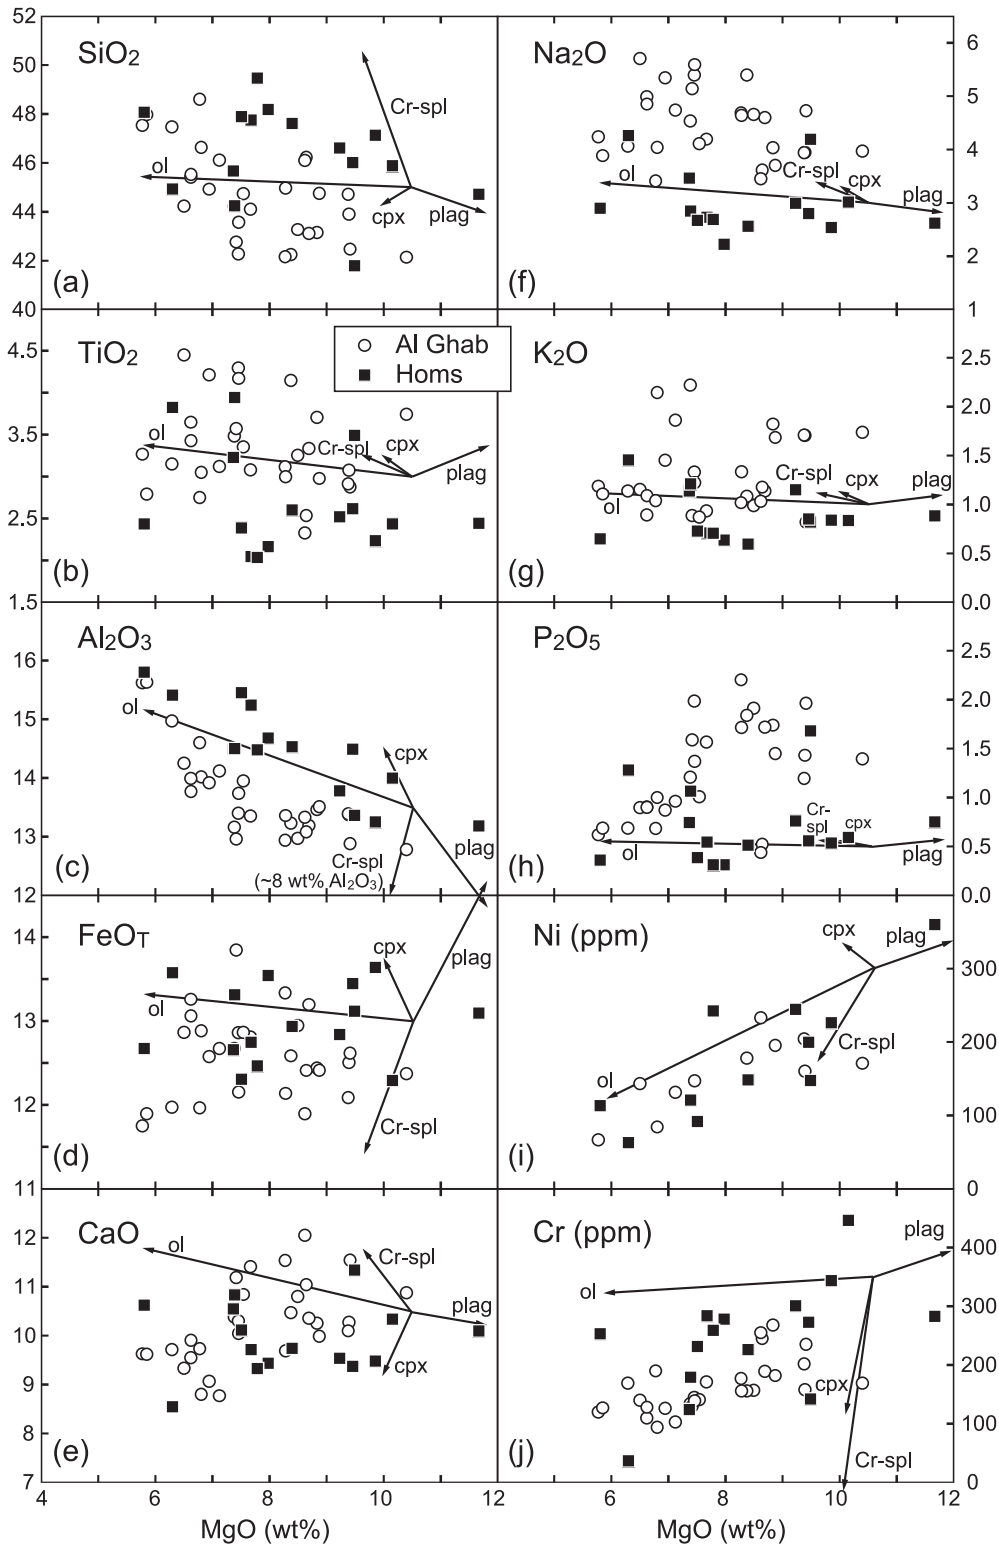 52
50
48
46
44
42
40
SiO2
Cr-spl
ol
cpx
plag
(a)
Na2O
Cr-spl
ol
cpx
plag
(f)
6
5
4
3
2
1
4.5
3.5
2.5
1.5
TiO2
Al Ghab
Homs
ol
Cr-spl
cpx
plag
(b)
K2O
Cr-spl
cpx
plag
ol
(g)
2.5
2.0
1.5
1.0
0.5
0.0
16
15
14
13
12
Al2O3
ol
cpx
Cr-spl
(~8 wt% Al2O3)
plag
(c)
P2O5
Cr-
spl
cpx
ol
plag
(h)
2.5
2.0
1.5
1.0
0.5
0.0
14
13
12
11
FeOT
cpx
plag
ol
Cr-spl
(d)
Ni (ppm)
cpx
plag
Cr-spl
ol
(i)
300
200
100
0
12
11
10
9
8
7
CaO
ol
Cr-spl
plag
cpx
(e)
Cr (ppm)
plag
ol
cpx
Cr-spl
(j)
400
300
200
100
0
4 6 8 10 12
MgO (wt%)
6 8 10 12
MgO (wt%)